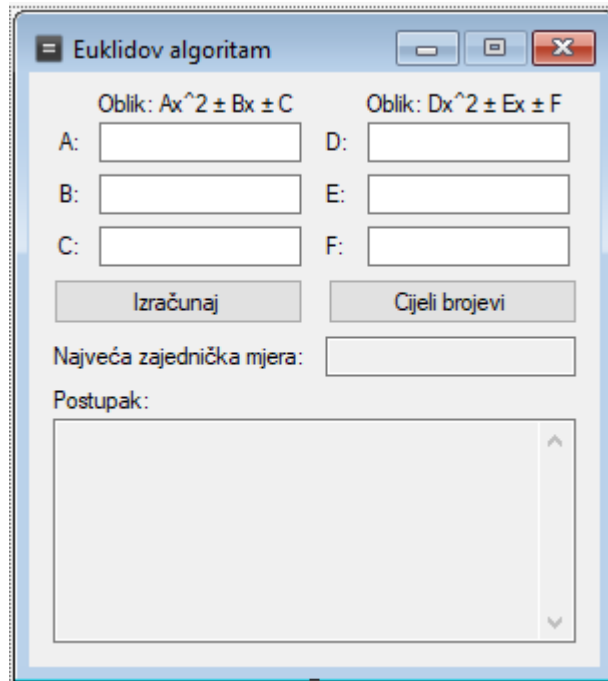 Euklidov algoritam
Oblik: Ax^2 ± Bx ± C Oblik: Dx^2 ± Ex ± F
A: D:
B: E:
C: F:
Izračunaj Cijeli brojevi
Najveća zajednička mjera:
Postupak: